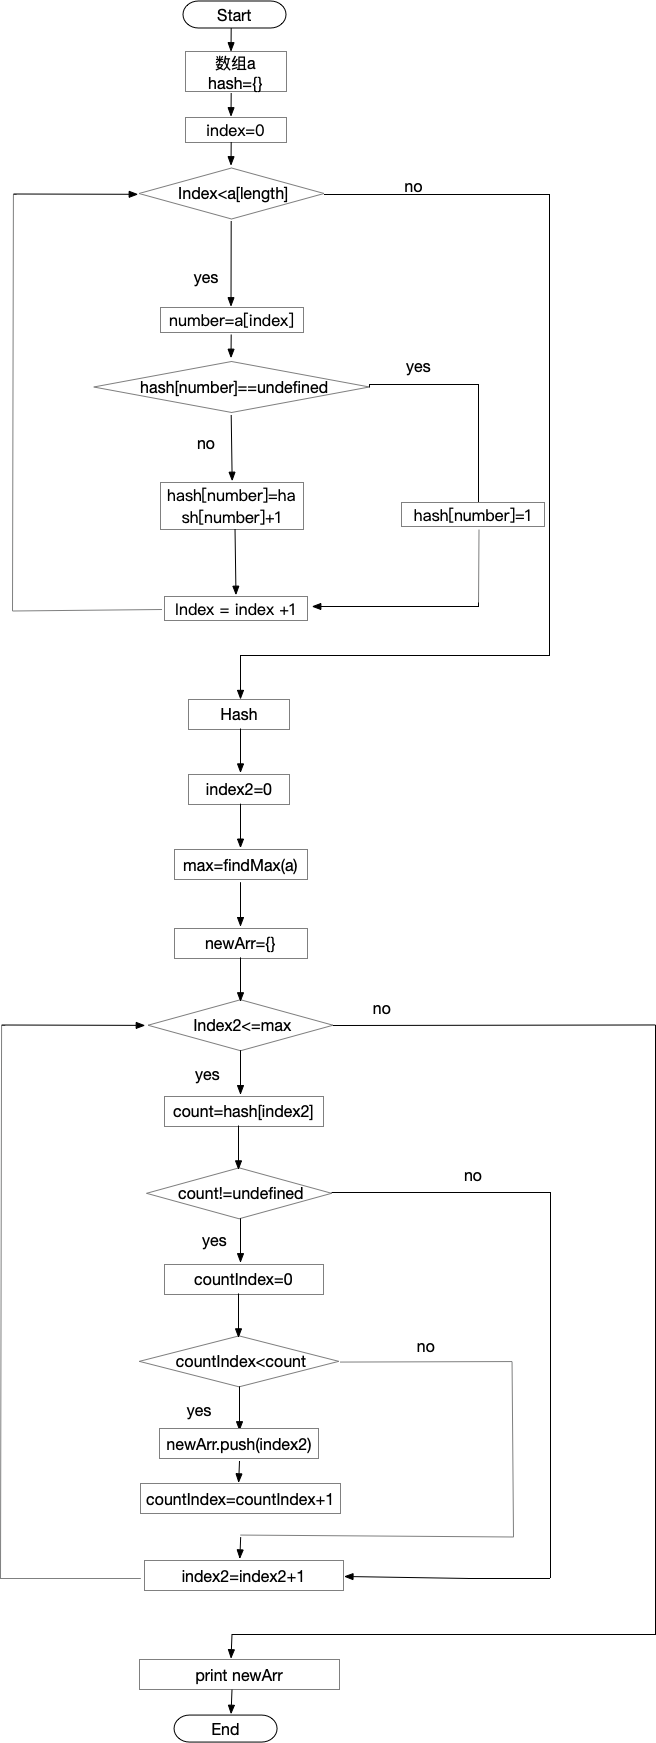 Start
数组a
hash={}
index=0
Index<a[length]
no
yes
number=a[index]
hash[number]==undefined
yes
no
hash[number]=ha
sh[number]+1
hash[number]=1
Index = index +1
Hash
index2=0
max=findMax(a)
newArr={}
Index2<=max
no
yes
count=hash[index2]
count!=undefined
no
yes
countIndex=0
countIndex<count
no
yes
newArr.push(index2)
countIndex=countIndex+1
index2=index2+1
print newArr
End